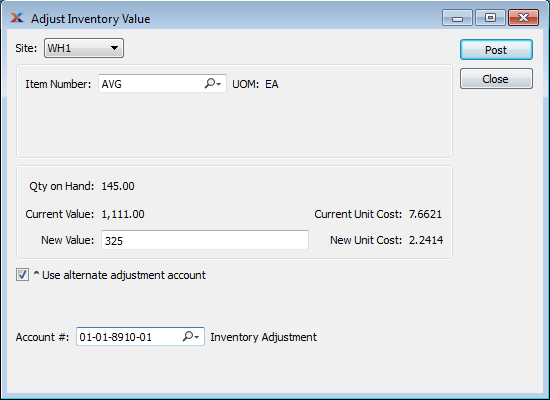 Adjust Inventory Value
Site: WH1 Post
Item Number: AVG UOM: EA Close
Qty on Hand: 145.00
Current Value: 1,111.00 Current Unit Cost: 7.6621
New Value: 325 New Unit Cost: 2.2414
^ Use alternate adjustment account
Account #: 01-01-8910-01 Inventory Adjustment